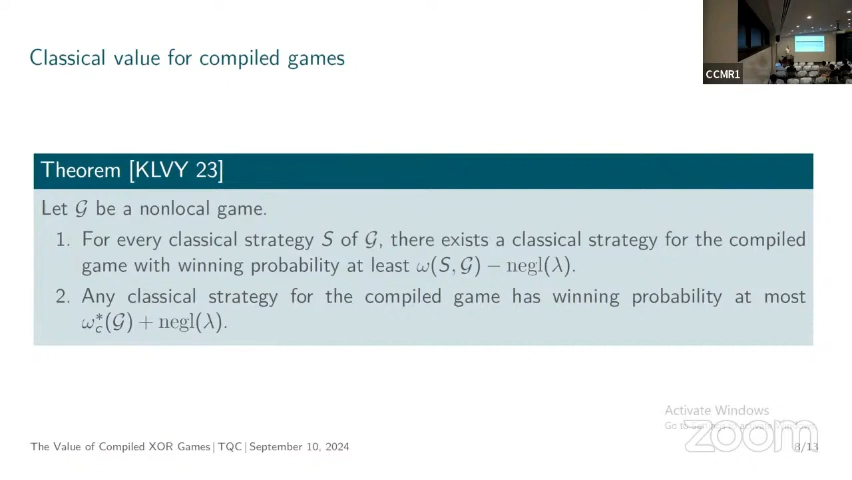 Classical value for compiled games
CCMR1
Theorem [KLVY 23]
Let 𝒢 be a nonlocal game.
1. For every classical strategy S of 𝒢, there exists a classical strategy for the compiled
game with winning probability at least ω(S, 𝒢) − negl(λ).
2. Any classical strategy for the compiled game has winning probability at most
ω*c(𝒢) + negl(λ).
Activate Windows
zoom
The Value of Compiled XOR Games | TQC | September 10, 2024
8/13